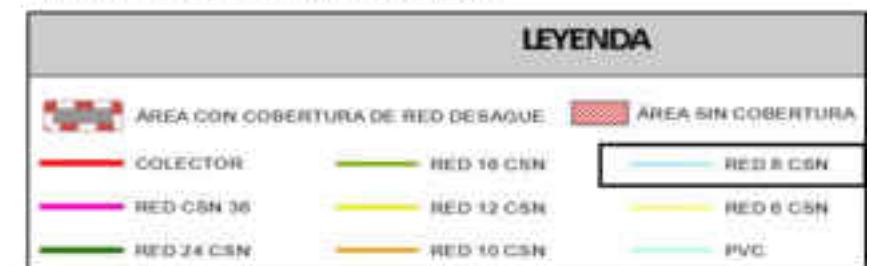 LEYENDA
ÁREA CON COBERTURA DE RED DESAGUE ÁREA SIN COBERTURA
COLECTOR RED 16 CSN RED 8 CSN
RED CSN 36 RED 12 CSN RED 6 CSN
RED 24 CSN RED 10 CSN PVC